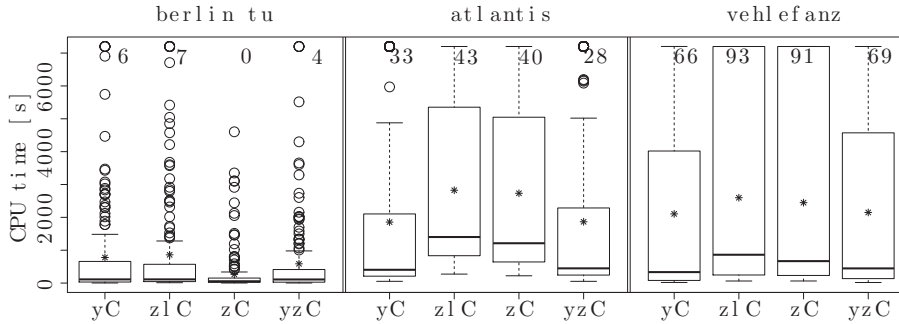 berlin tu atlantis vehlefanz
6 7 0 4 33 43 40 28 66 93 91 69
CPU time [s]
6000
4000
2000
0
yC zlC zC yzC yC zlC zC yzC yC zlC zC yzC